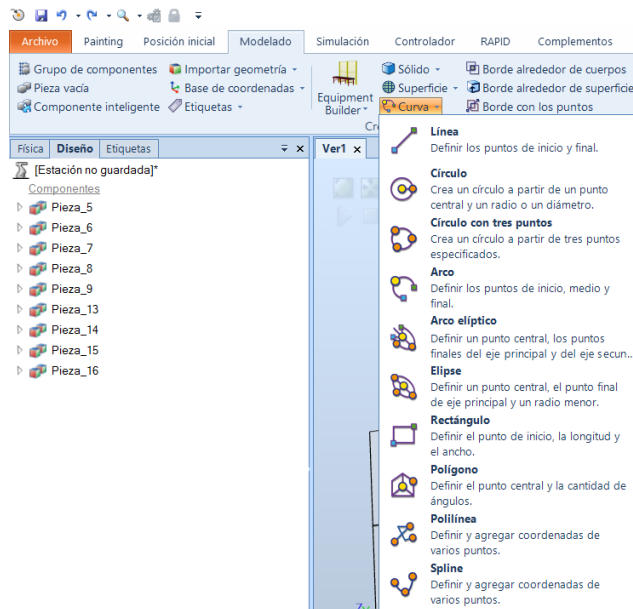 Archivo Painting Posición inicial Modelado Simulación Controlador RAPID Complementos
Grupo de componentes Importar geometría Sólido Borde alrededor de cuerpos
Pieza vacía Base de coordenadas Superficie Borde alrededor de superficie
Componente inteligente Etiquetas Equipment Builder Curva Borde con los puntos
Cr
Física Diseño Etiquetas
Ver1
[Estación no guardada]*
Componentes
Pieza_5
Pieza_6
Pieza_7
Pieza_8
Pieza_9
Pieza_13
Pieza_14
Pieza_15
Pieza_16
Línea
Definir los puntos de inicio y final.
Círculo
Crea un círculo a partir de un punto
central y un radio o un diámetro.
Círculo con tres puntos
Crea un círculo a partir de tres puntos
especificados.
Arco
Definir los puntos de inicio, medio y
final.
Arco elíptico
Definir un punto central, los puntos
finales del eje principal y del eje secun...
Elipse
Definir un punto central, el punto final
de eje principal y un radio menor.
Rectángulo
Definir el punto de inicio, la longitud y
el ancho.
Polígono
Definir el punto central y la cantidad de
ángulos.
Polilínea
Definir y agregar coordenadas de
varios puntos.
Spline
Definir y agregar coordenadas de
varios puntos.
Z